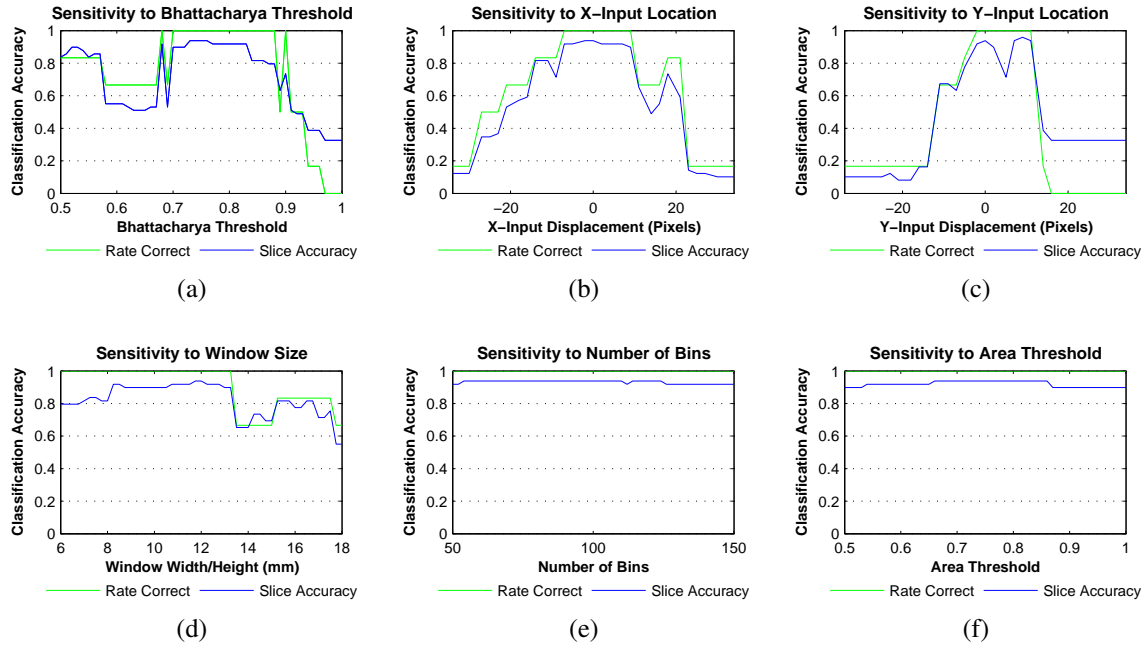 Sensitivity to Bhattacharya Threshold
Classification Accuracy
1
0.8
0.6
0.4
0.2
0
0.5 0.6 0.7 0.8 0.9 1
Bhattacharya Threshold
Rate Correct Slice Accuracy
(a)
Sensitivity to X−Input Location
Classification Accuracy
1
0.8
0.6
0.4
0.2
0
−20 0 20
X−Input Displacement (Pixels)
Rate Correct Slice Accuracy
(b)
Sensitivity to Y−Input Location
Classification Accuracy
1
0.8
0.6
0.4
0.2
0
−20 0 20
Y−Input Displacement (Pixels)
Rate Correct Slice Accuracy
(c)
Sensitivity to Window Size
Classification Accuracy
1
0.8
0.6
0.4
0.2
0
6 8 10 12 14 16 18
Window Width/Height (mm)
Rate Correct Slice Accuracy
(d)
Sensitivity to Number of Bins
Classification Accuracy
1
0.8
0.6
0.4
0.2
0
50 100 150
Number of Bins
Rate Correct Slice Accuracy
(e)
Sensitivity to Area Threshold
Classification Accuracy
1
0.8
0.6
0.4
0.2
0
0.5 0.6 0.7 0.8 0.9 1
Area Threshold
Rate Correct Slice Accuracy
(f)